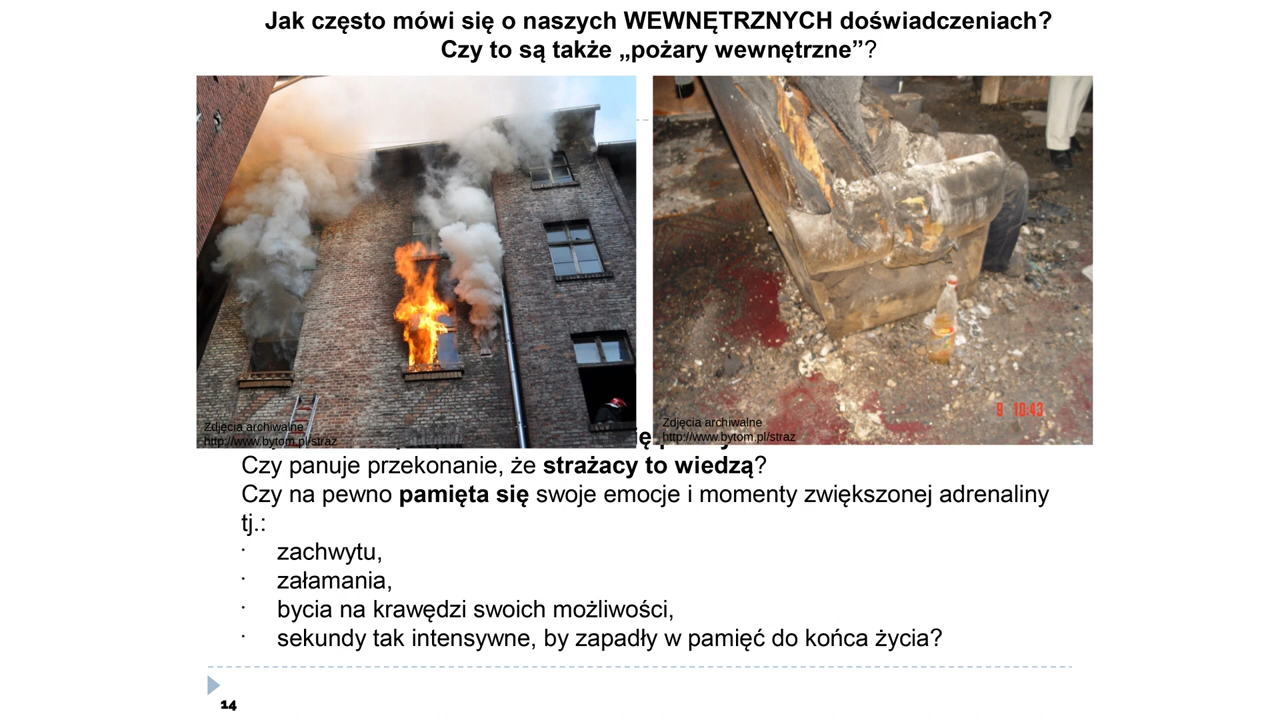 Jak często mówi się o naszych WEWNĘTRZNYCH doświadczeniach?
Czy to są także „pożary wewnętrzne”?
Zdjęcia archiwalne
http://www.bytom.pl/straz
Zdjęcia archiwalne
http://www.bytom.pl/straz
9 10:43
Czy panuje przekonanie, że strażacy to wiedzą?
Czy na pewno pamięta się swoje emocje i momenty zwiększonej adrenaliny
tj.:
· zachwytu,
· załamania,
· bycia na krawędzi swoich możliwości,
· sekundy tak intensywne, by zapadły w pamięć do końca życia?
14